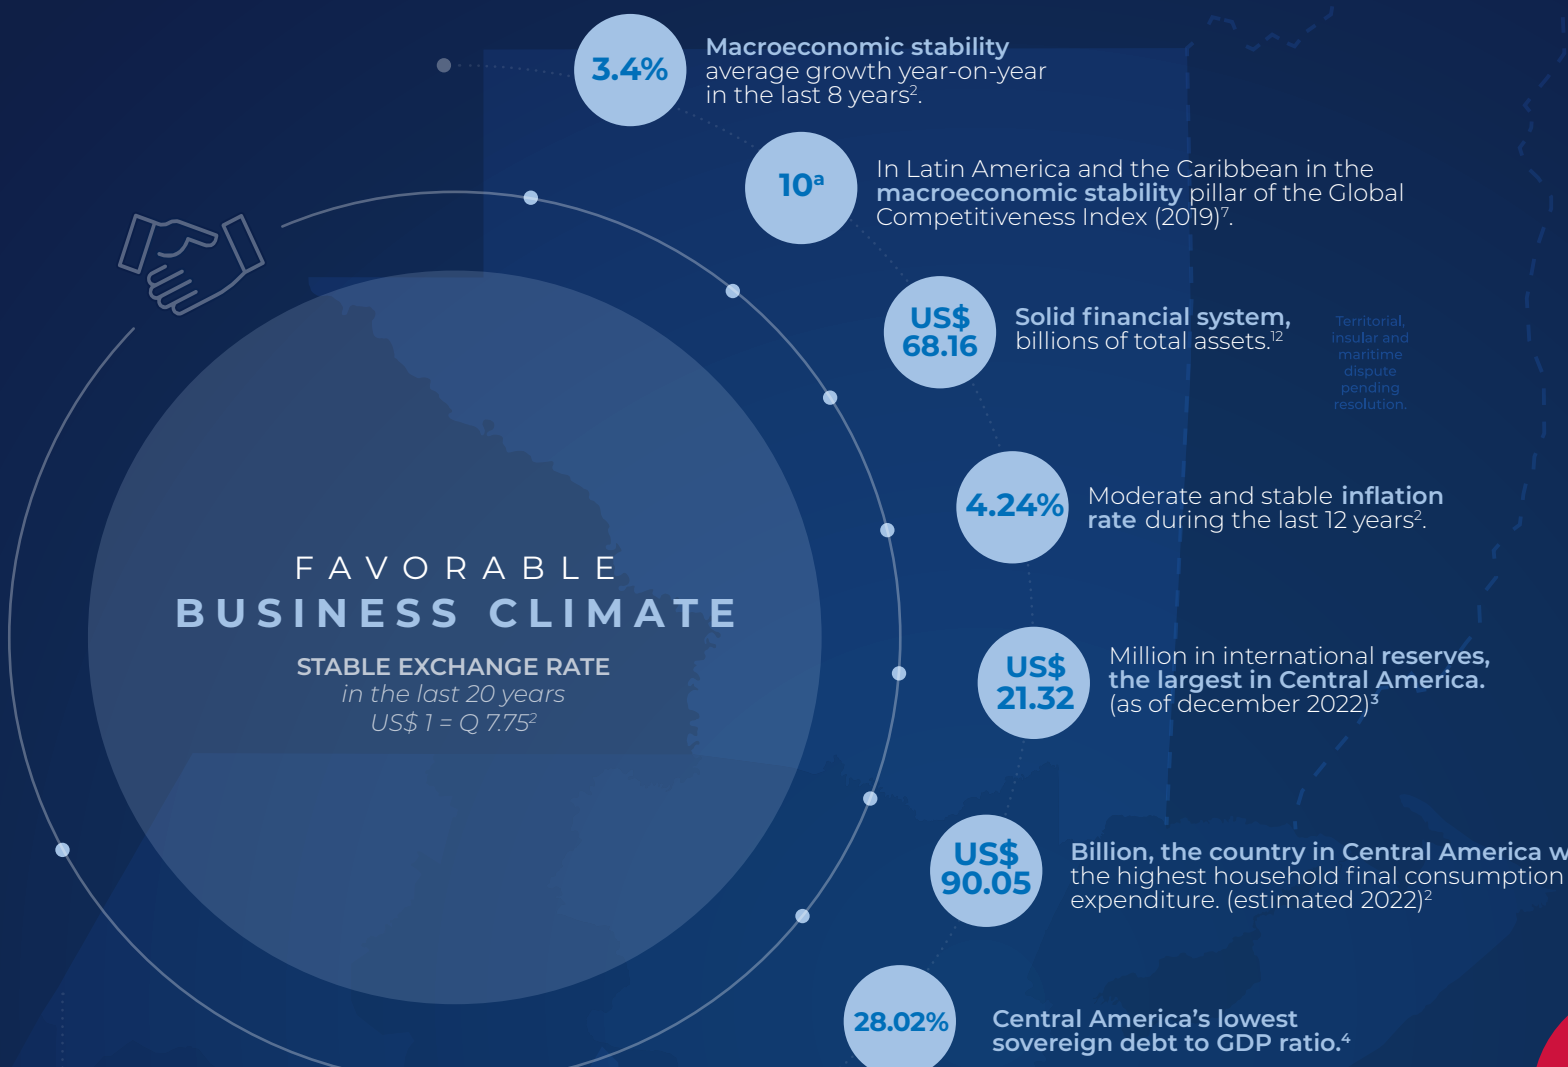 3.4%
Macroeconomic stability
average growth year-on-year
in the last 8 years².
10ª
In Latin America and the Caribbean in the
macroeconomic stability pillar of the Global
Competitiveness Index (2019)⁷.
US$
68.16
Solid financial system,
billions of total assets.¹²
Territorial,
insular and
maritime
dispute
pending
resolution.
4.24%
Moderate and stable inflation
rate during the last 12 years².
FAVORABLE
BUSINESS CLIMATE
STABLE EXCHANGE RATE
in the last 20 years
US$ 1 = Q 7.75²
US$
21.32
Million in international reserves,
the largest in Central America.
(as of december 2022)³
US$
90.05
Billion, the country in Central America w
the highest household final consumption
expenditure. (estimated 2022)²
28.02%
Central America's lowest
sovereign debt to GDP ratio.⁴